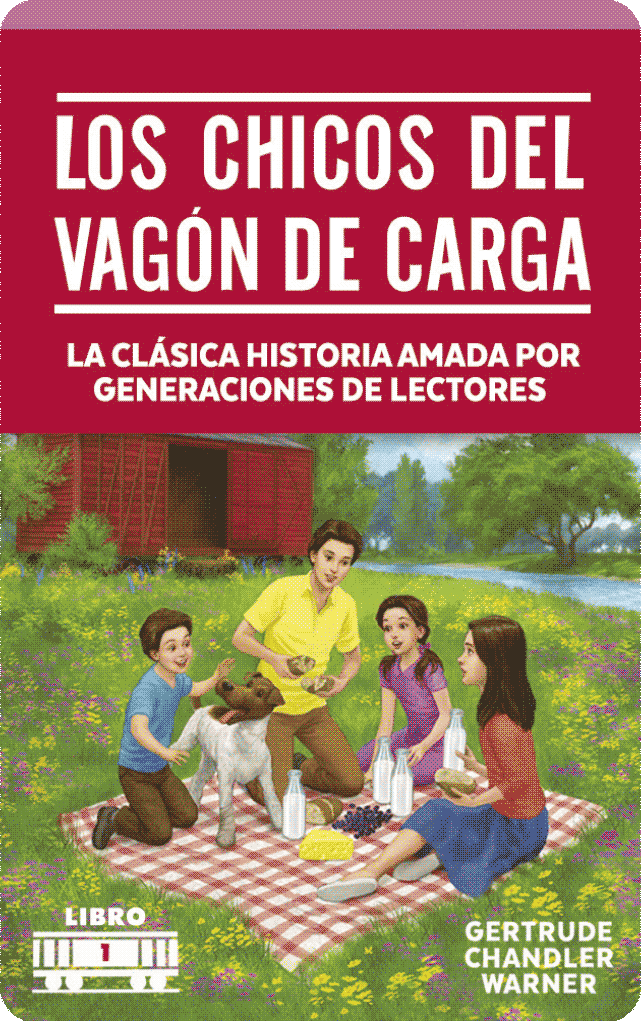 LOS CHICOS DEL
VAGÓN DE CARGA
LA CLÁSICA HISTORIA AMADA POR
GENERACIONES DE LECTORES
LIBRO
1
GERTRUDE
CHANDLER
WARNER